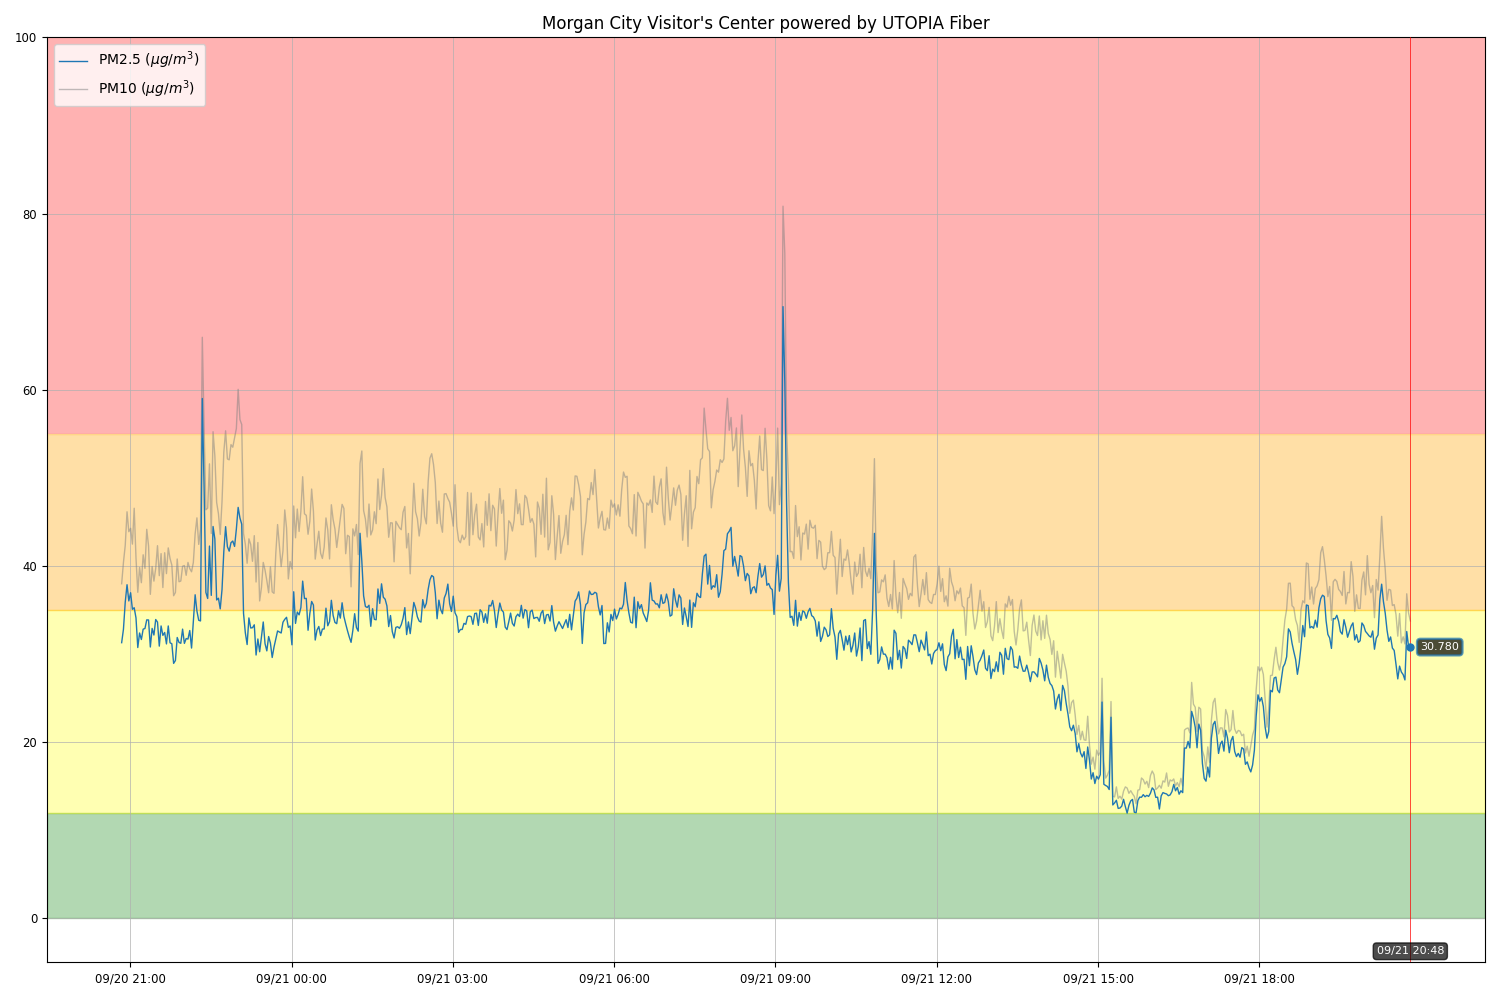 Morgan City Visitor's Center powered by UTOPIA Fiber
100
PM2.5 (μg/m³)
PM10 (μg/m³)
80
60
40
30.780
20
0
09/21 20:48
09/20 21:00 09/21 00:00 09/21 03:00 09/21 06:00 09/21 09:00 09/21 12:00 09/21 15:00 09/21 18:00